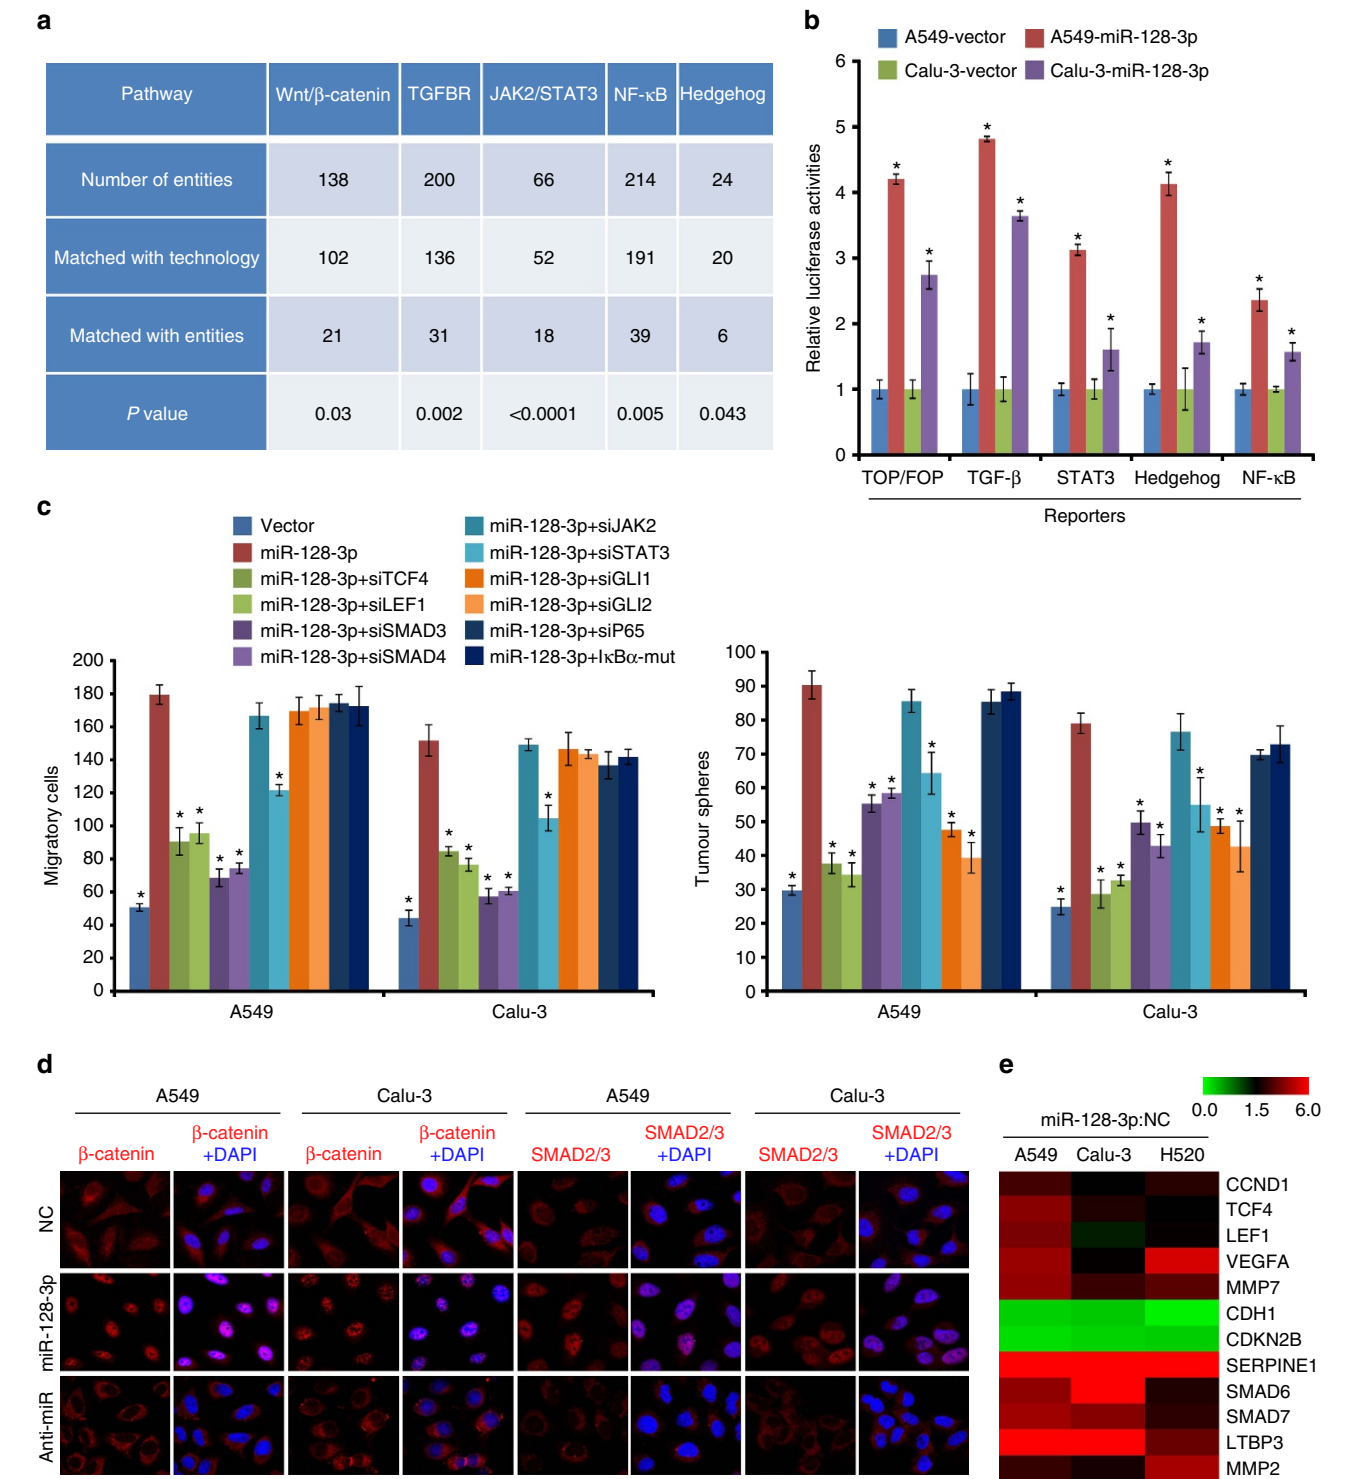 a
Pathway Wnt/β-catenin TGFBR JAK2/STAT3 NF-κB Hedgehog
Number of entities 138 200 66 214 24
Matched with technology 102 136 52 191 20
Matched with entities 21 31 18 39 6
P value 0.03 0.002 <0.0001 0.005 0.043
b
A549-vector A549-miR-128-3p
Calu-3-vector Calu-3-miR-128-3p
Relative luciferase activities
6
5
4
3
2
1
0
* * * * * * * * * *
TOP/FOP TGF-β STAT3 Hedgehog NF-κB
Reporters
c
Vector
miR-128-3p
miR-128-3p+siTCF4
miR-128-3p+siLEF1
miR-128-3p+siSMAD3
miR-128-3p+siSMAD4
miR-128-3p+siJAK2
miR-128-3p+siSTAT3
miR-128-3p+siGLI1
miR-128-3p+siGLI2
miR-128-3p+siP65
miR-128-3p+IκBα-mut
Migratory cells
200
180
160
140
120
100
80
60
40
20
0
* * * * * * * * * * * *
A549 Calu-3
Tumour spheres
100
90
80
70
60
50
40
30
20
10
0
* * * * * * * * * * * * * * * *
A549 Calu-3
d
A549 Calu-3 A549 Calu-3
β-catenin β-catenin +DAPI β-catenin β-catenin +DAPI SMAD2/3 SMAD2/3 +DAPI SMAD2/3 SMAD2/3 +DAPI
NC
miR-128-3p
Anti-miR
e
0.0 1.5 6.0
miR-128-3p:NC
A549 Calu-3 H520
CCND1
TCF4
LEF1
VEGFA
MMP7
CDH1
CDKN2B
SERPINE1
SMAD6
SMAD7
LTBP3
MMP2